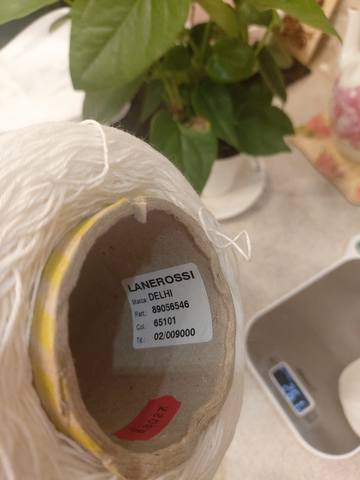 LANEROSSI
Marca: DELHI
Part.: 89056546
Col.: 65101
Tit.: 02/009000